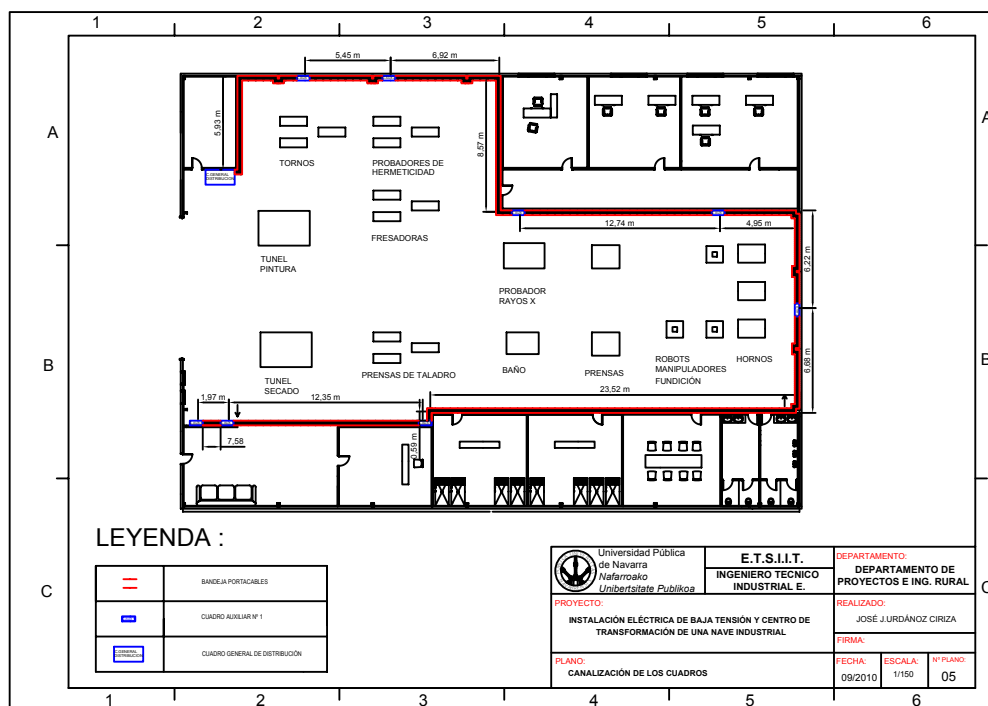 1 2 3 4 5 6
A A
5,45 m 6,92 m
5,93 m
8,57 m
TORNOS
PROBADORES DE
HERMETICIDAD
C.GENERAL
DISTRIBUCION
FRESADORAS
12,74 m 4,95 m
6,22 m
TUNEL
PINTURA
PROBADOR
RAYOS X
B B
6,68 m
TUNEL
SECADO
PRENSAS DE TALADRO
BAÑO
PRENSAS
ROBOTS
MANIPULADORES
FUNDICIÓN
HORNOS
1,97 m 12,35 m 23,52 m
7,58
0,59 m
LEYENDA :
BANDEJA PORTACABLES
CUADRO AUXILIAR Nº 1
C.GENERAL
DISTRIBUCION
CUADRO GENERAL DE DISTRIBUCIÓN
C C
Universidad Pública
de Navarra
Nafarroako
Unibertsitate Publikoa
E.T.S.I.I.T.
INGENIERO TECNICO
INDUSTRIAL E.
DEPARTAMENTO:
DEPARTAMENTO DE
PROYECTOS E ING. RURAL
PROYECTO:
INSTALACIÓN ELÉCTRICA DE BAJA TENSIÓN Y CENTRO DE
TRANSFORMACIÓN DE UNA NAVE INDUSTRIAL
REALIZADO:
JOSÉ J.URDÁNOZ CIRIZA
FIRMA:
PLANO:
CANALIZACIÓN DE LOS CUADROS
FECHA:
09/2010
ESCALA:
1/150
Nº PLANO:
05
1 2 3 4 5 6